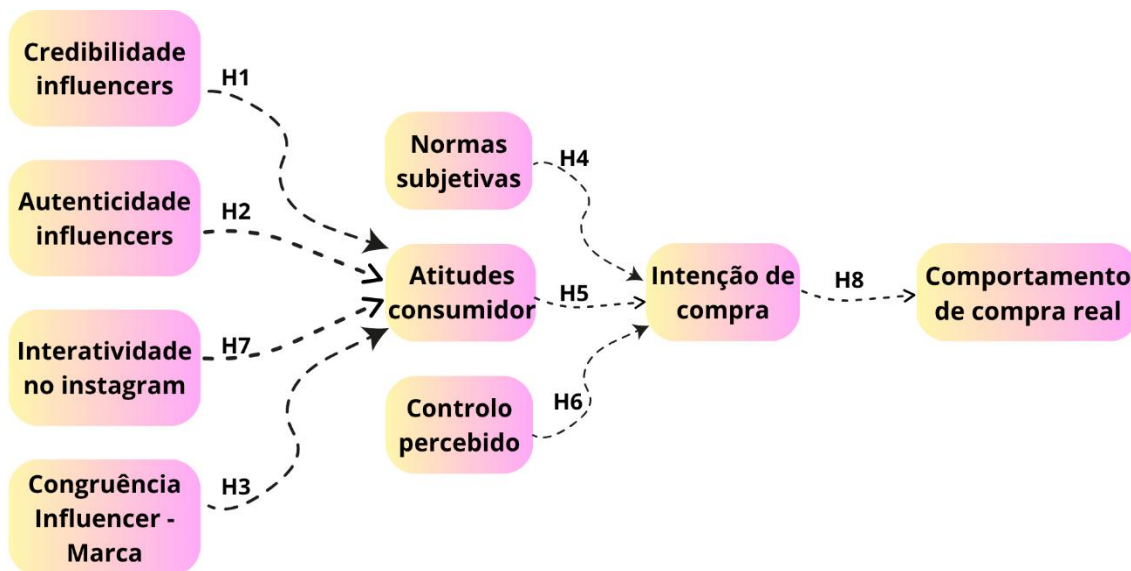 Credibilidade
influencers
H1
Autenticidade
influencers
H2
Interatividade
no instagram
H7
Congruência
Influencer -
Marca
H3
Normas
subjetivas
H4
Atitudes
consumidor
H5
Controlo
percebido
H6
Intenção de
compra
H8
Comportamento
de compra real